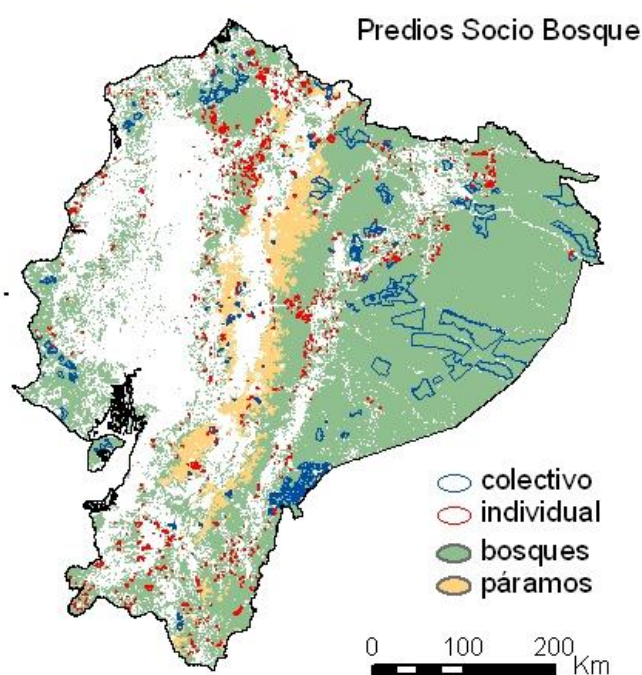 Predios Socio Bosque
colectivo
individual
bosques
páramos
0 100 200
Km